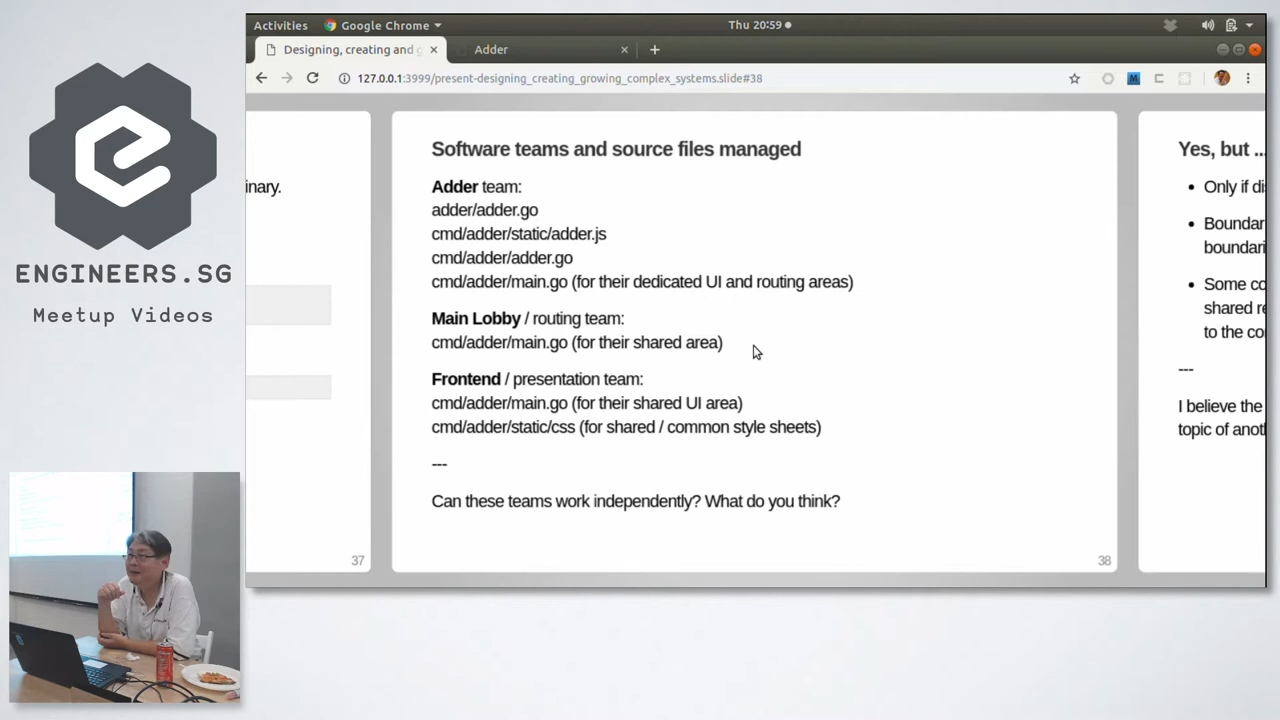 ENGINEERS.SG
Meetup Videos
Activities
Google Chrome
Thu 20:59
Designing, creating and g
Adder
127.0.0.1:3999/present-designing_creating_growing_complex_systems.slide#38
inary.
37
Software teams and source files managed
Adder team:
adder/adder.go
cmd/adder/static/adder.js
cmd/adder/adder.go
cmd/adder/main.go (for their dedicated UI and routing areas)
Main Lobby / routing team:
cmd/adder/main.go (for their shared area)
Frontend / presentation team:
cmd/adder/main.go (for their shared UI area)
cmd/adder/static/css (for shared / common style sheets)
---
Can these teams work independently? What do you think?
38
Yes, but ...
Only if di
Boundar
boundari
Some co
shared re
to the co
---
I believe the
topic of anot